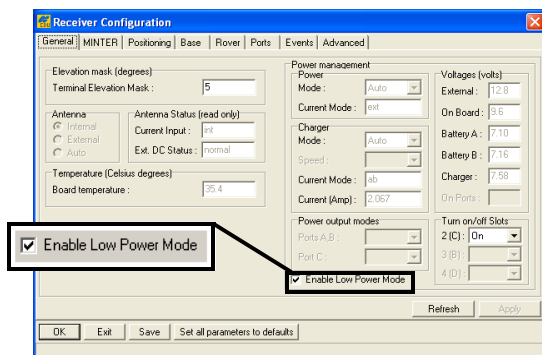 Receiver Configuration
General MINTER Positioning Base Rover Ports Events Advanced
Elevation mask (degrees)
Terminal Elevation Mask : 5
Antenna
Internal
External
Auto
Antenna Status (read only)
Current Input : int
Ext. DC Status : normal
Temperature (Celsius degrees)
Board temperature : 35.4
Power management
Power
Mode : Auto
Current Mode : ext
Charger
Mode : Auto
Speed :
Current Mode : ab
Current (Amp) : 2.067
Power output modes
Ports A,B :
Port C :
Enable Low Power Mode
Voltages (volts)
External : 12.8
On Board : 9.6
Battery A : 7.10
Battery B : 7.16
Charger : 7.58
On Ports :
Turn on/off Slots
2 (C) : On
3 (B) :
4 (D) :
Enable Low Power Mode
Refresh Apply
OK Exit Save Set all parameters to defaults